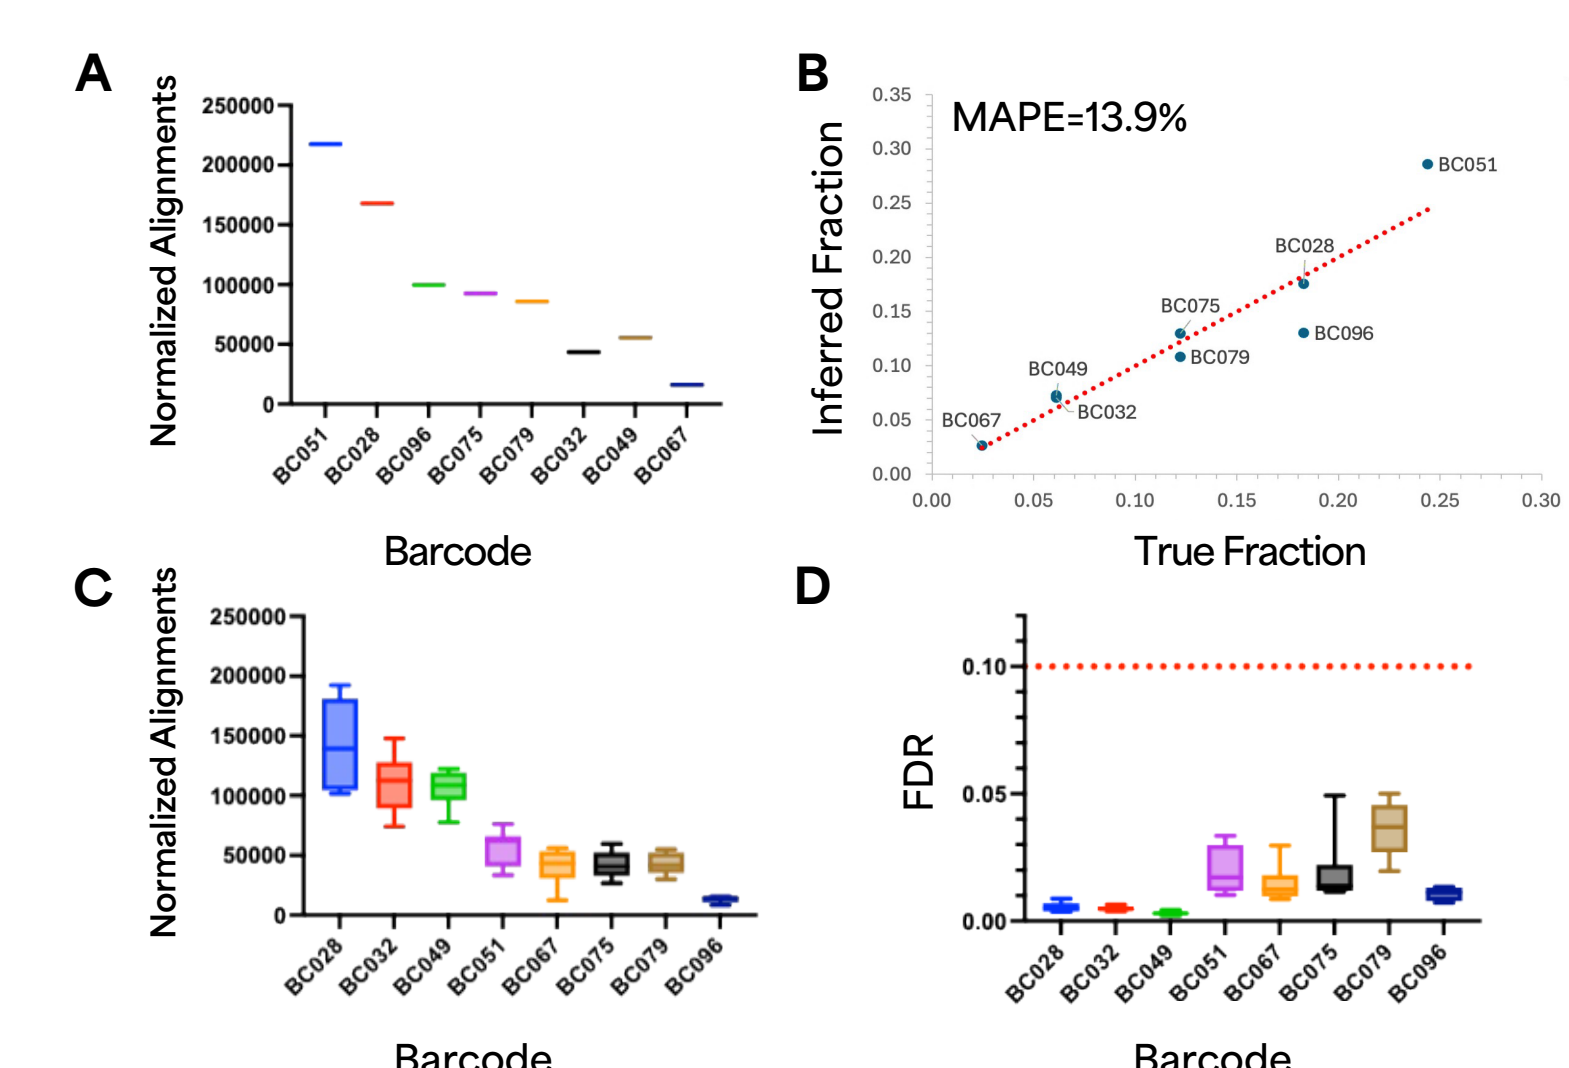 A
Normalized Alignments
250000
200000
150000
100000
50000
0
BC051
BC028
BC096
BC075
BC079
BC032
BC049
BC067
Barcode
B
MAPE=13.9%
Inferred Fraction
0.35
0.30
0.25
0.20
0.15
0.10
0.05
0.00
BC051
BC028
BC075
BC096
BC079
BC049
BC032
BC067
0.00
0.05
0.10
0.15
0.20
0.25
0.30
True Fraction
C
Normalized Alignments
250000
200000
150000
100000
50000
0
BC028
BC032
BC049
BC051
BC067
BC075
BC079
BC096
Barcode
D
FDR
0.10
0.05
0.00
BC028
BC032
BC049
BC051
BC067
BC075
BC079
BC096
Barcode